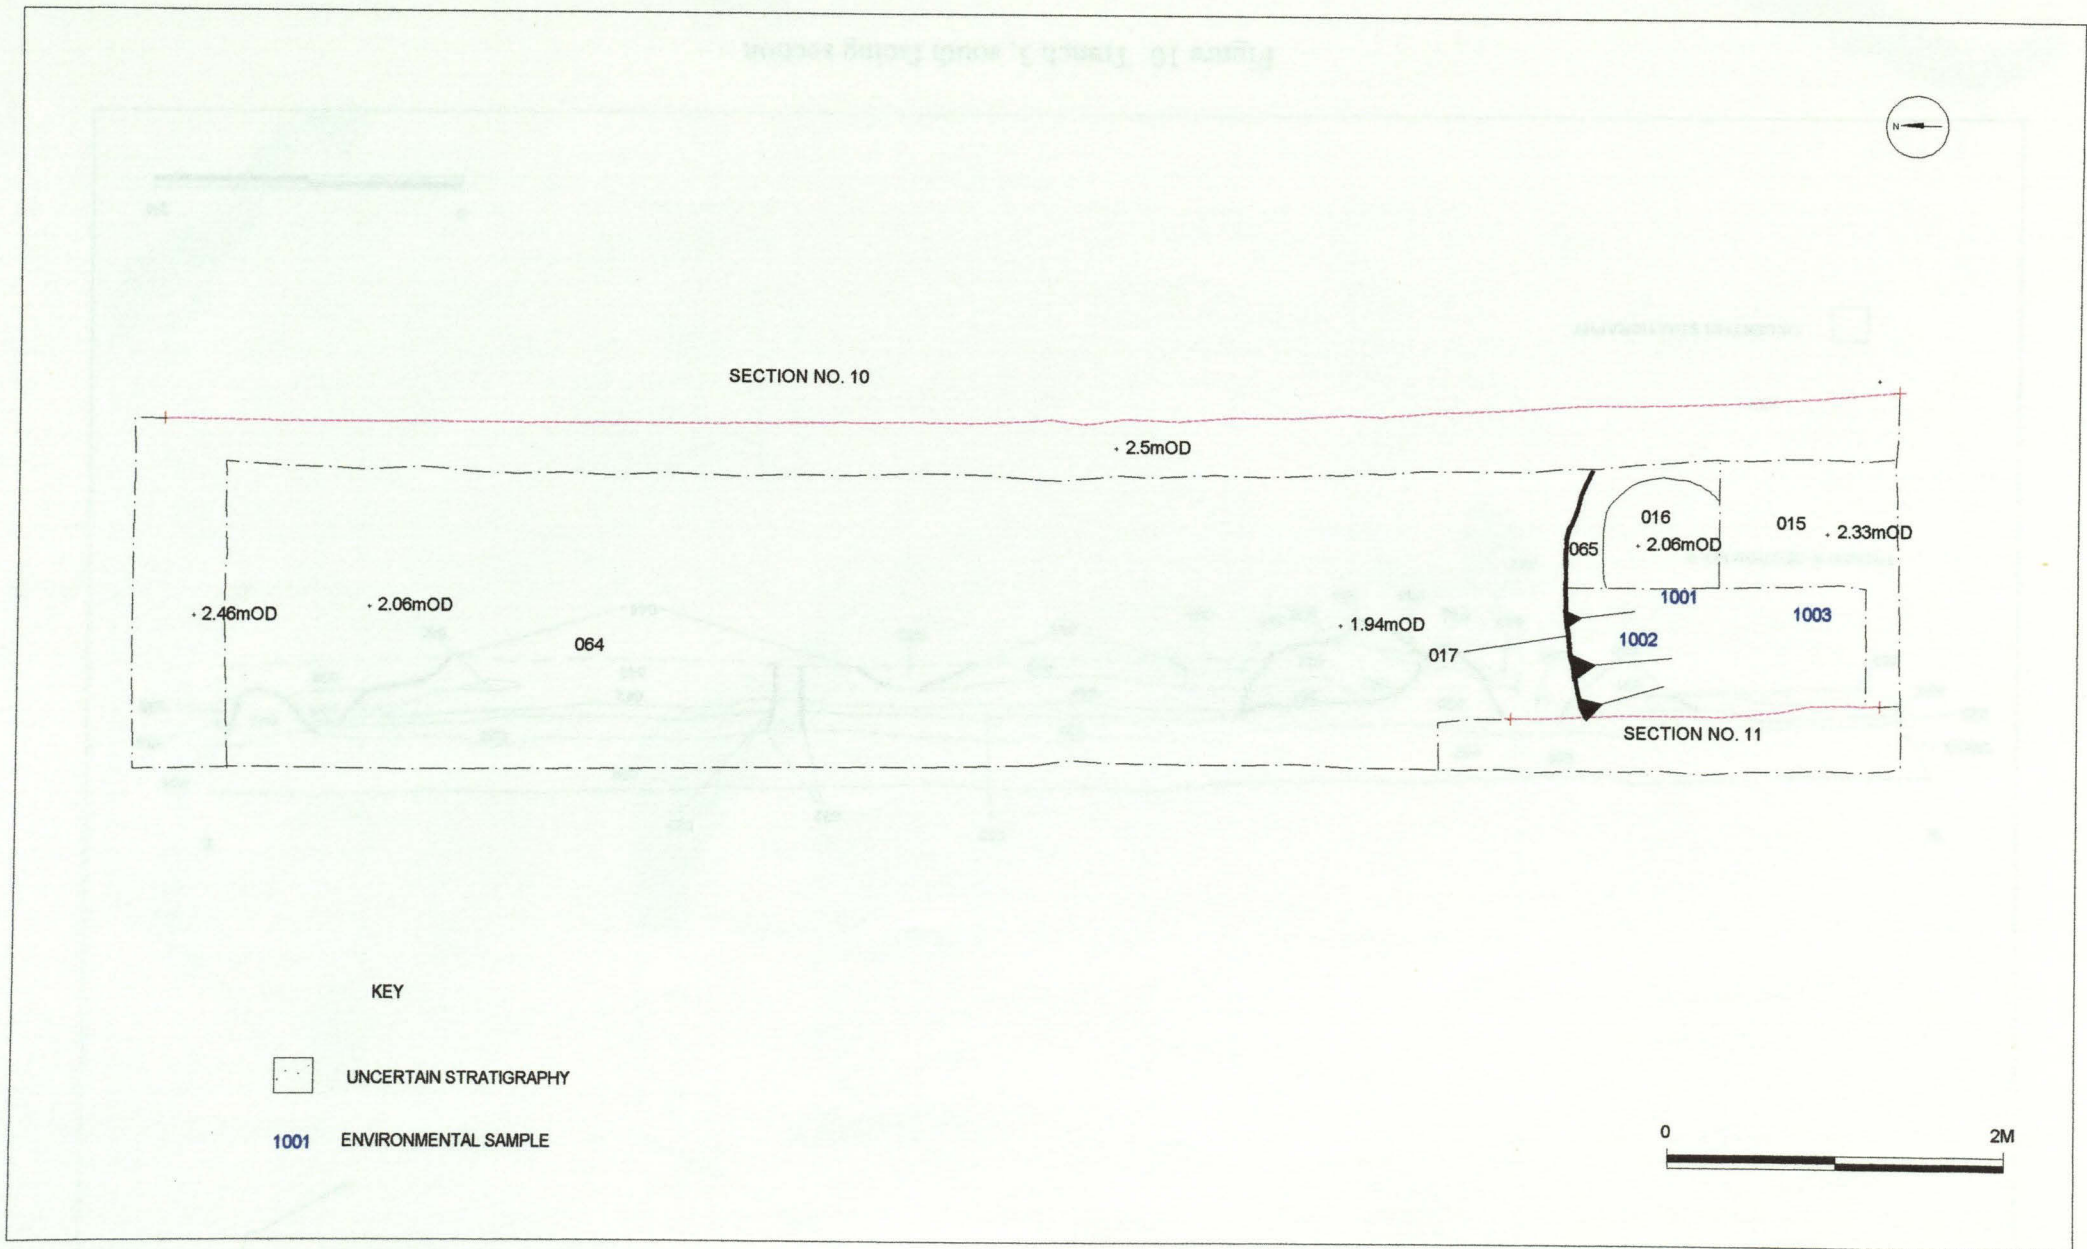 N
SECTION NO. 10
2.5mOD
016
015
2.33mOD
065
2.06mOD
2.46mOD
2.06mOD
1001
1003
064
1.94mOD
1002
017
SECTION NO. 11
KEY
UNCERTAIN STRATIGRAPHY
1001 ENVIRONMENTAL SAMPLE
0 2M